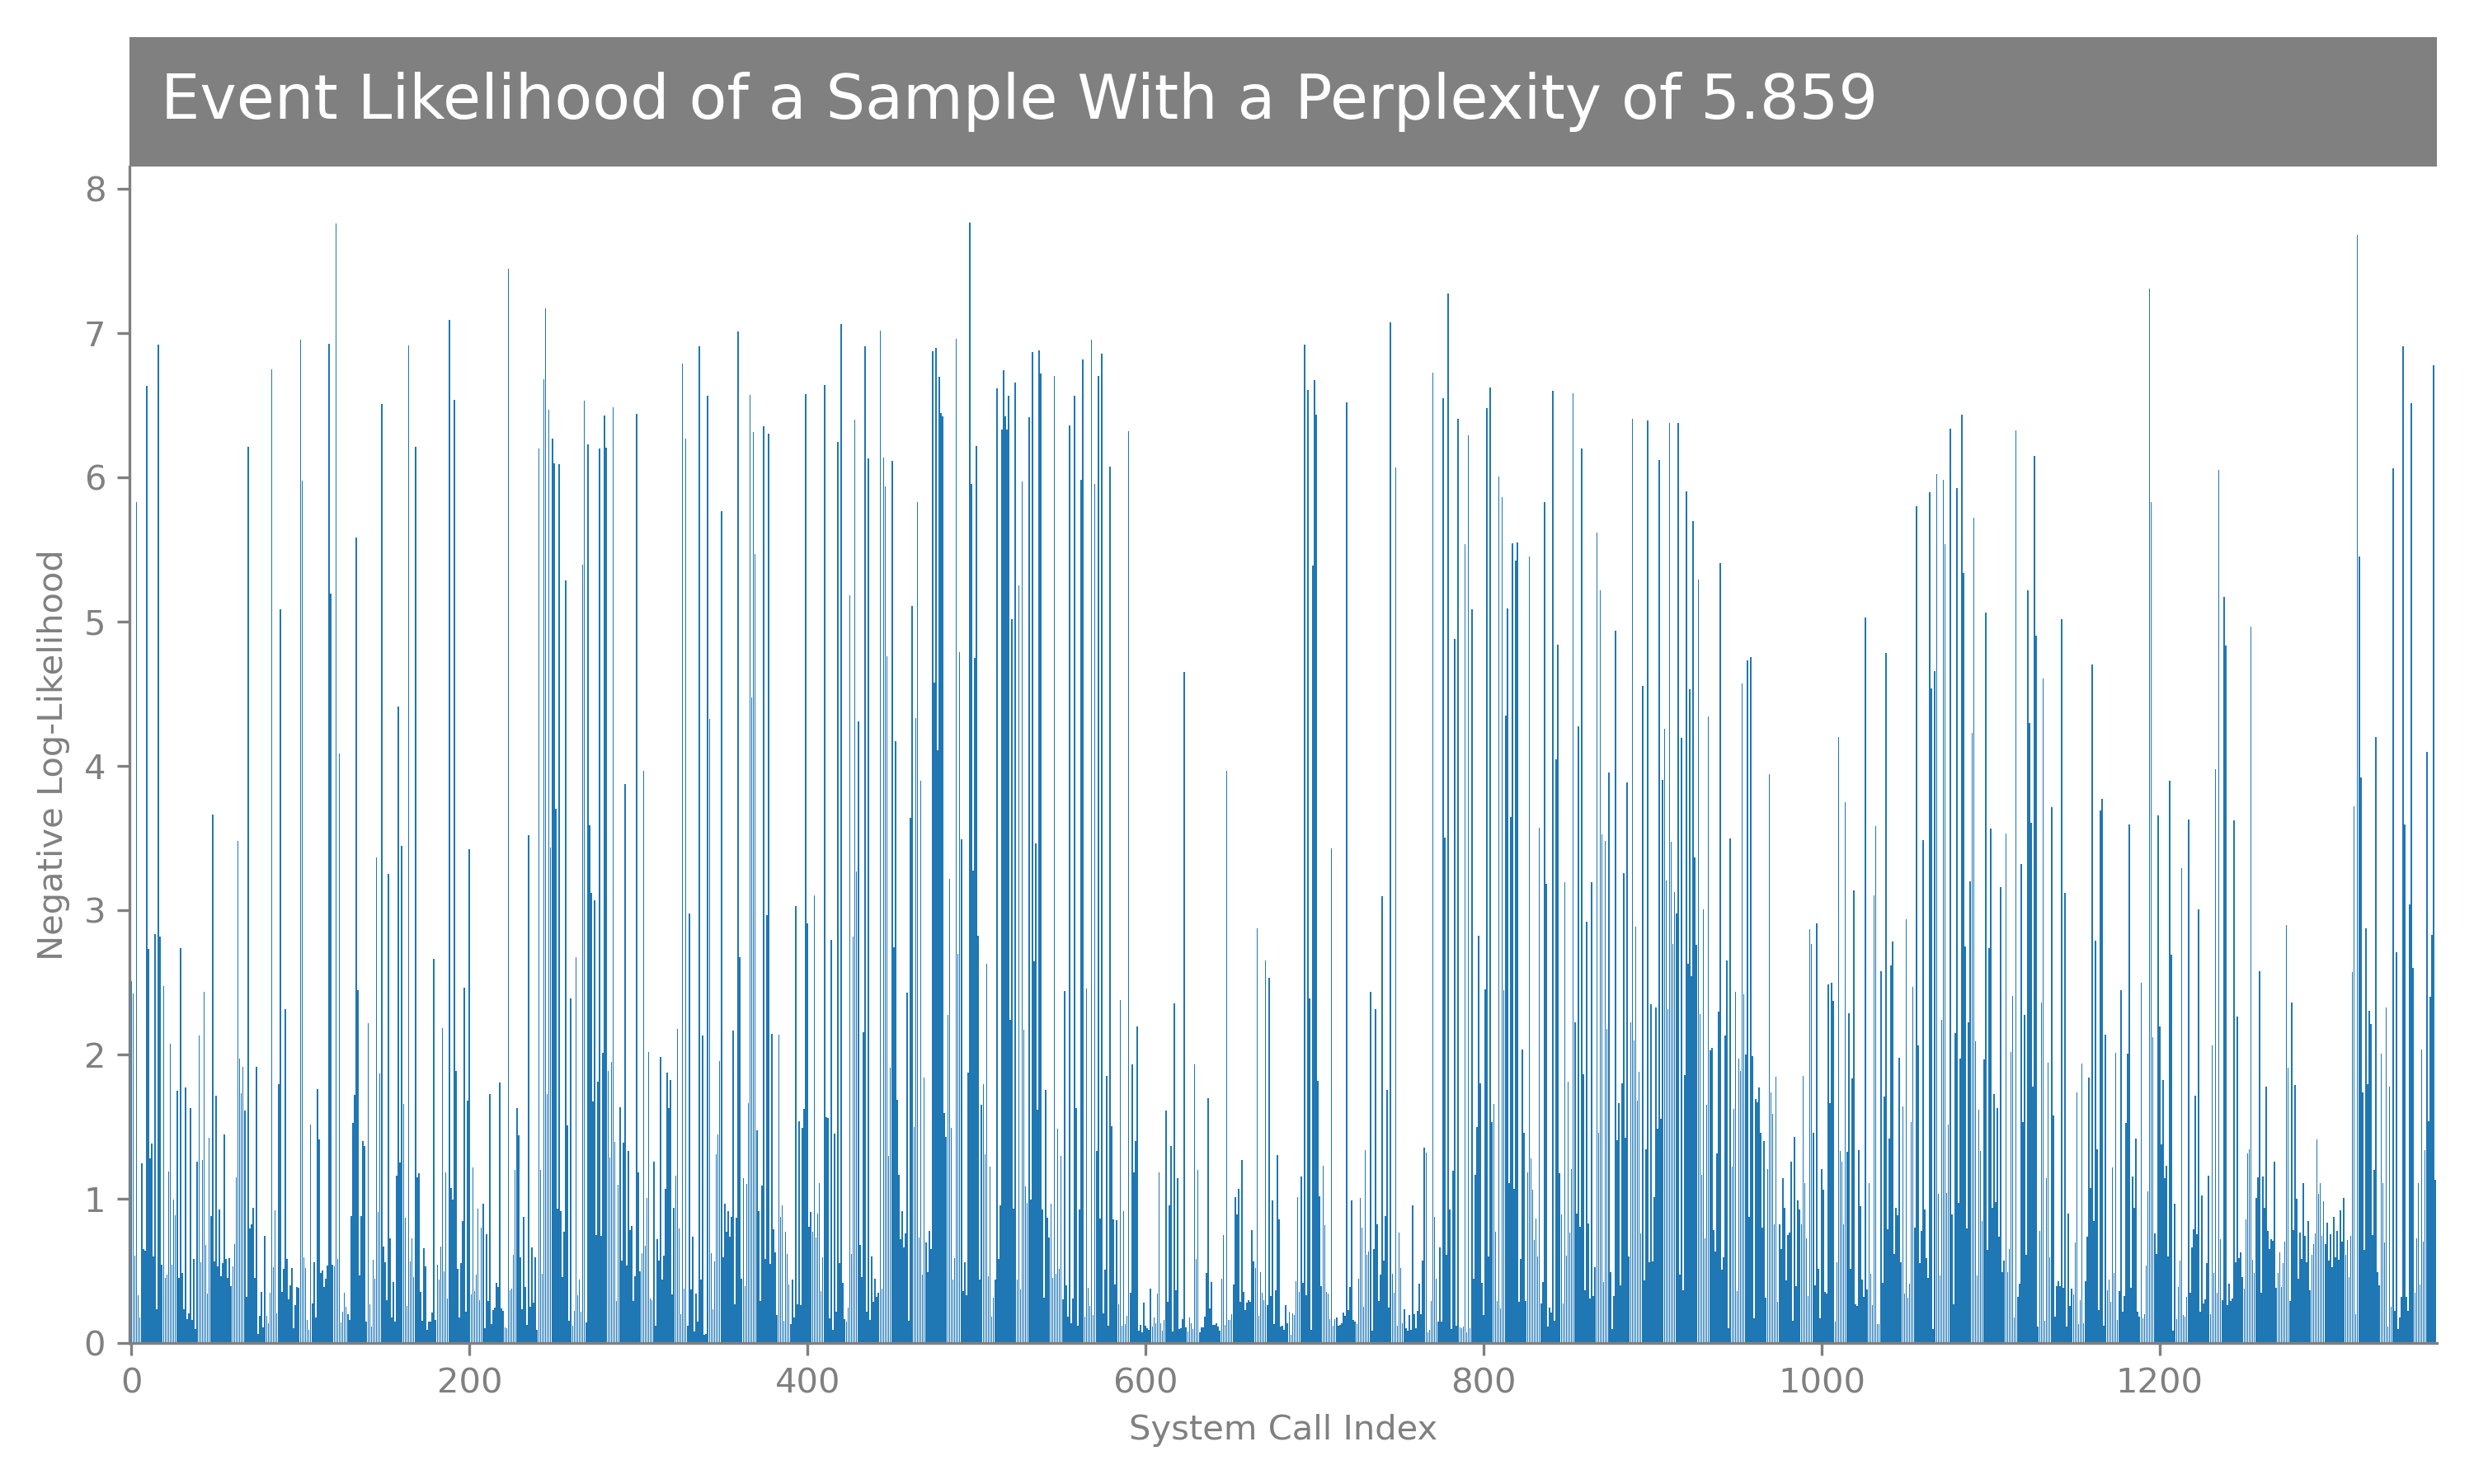 Event Likelihood of a Sample With a Perplexity of 5.859
8
7
6
5
4
3
2
1
0
Negative Log-Likelihood
0 200 400 600 800 1000 1200
System Call Index